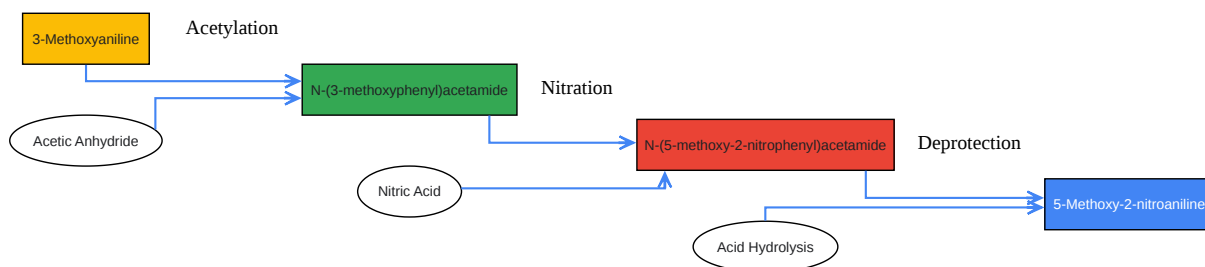 3-Methoxyaniline
Acetylation
N-(3-methoxyphenyl)acetamide
Nitration
Acetic Anhydride
N-(5-methoxy-2-nitrophenyl)acetamide
Deprotection
Nitric Acid
5-Methoxy-2-nitroaniline
Acid Hydrolysis